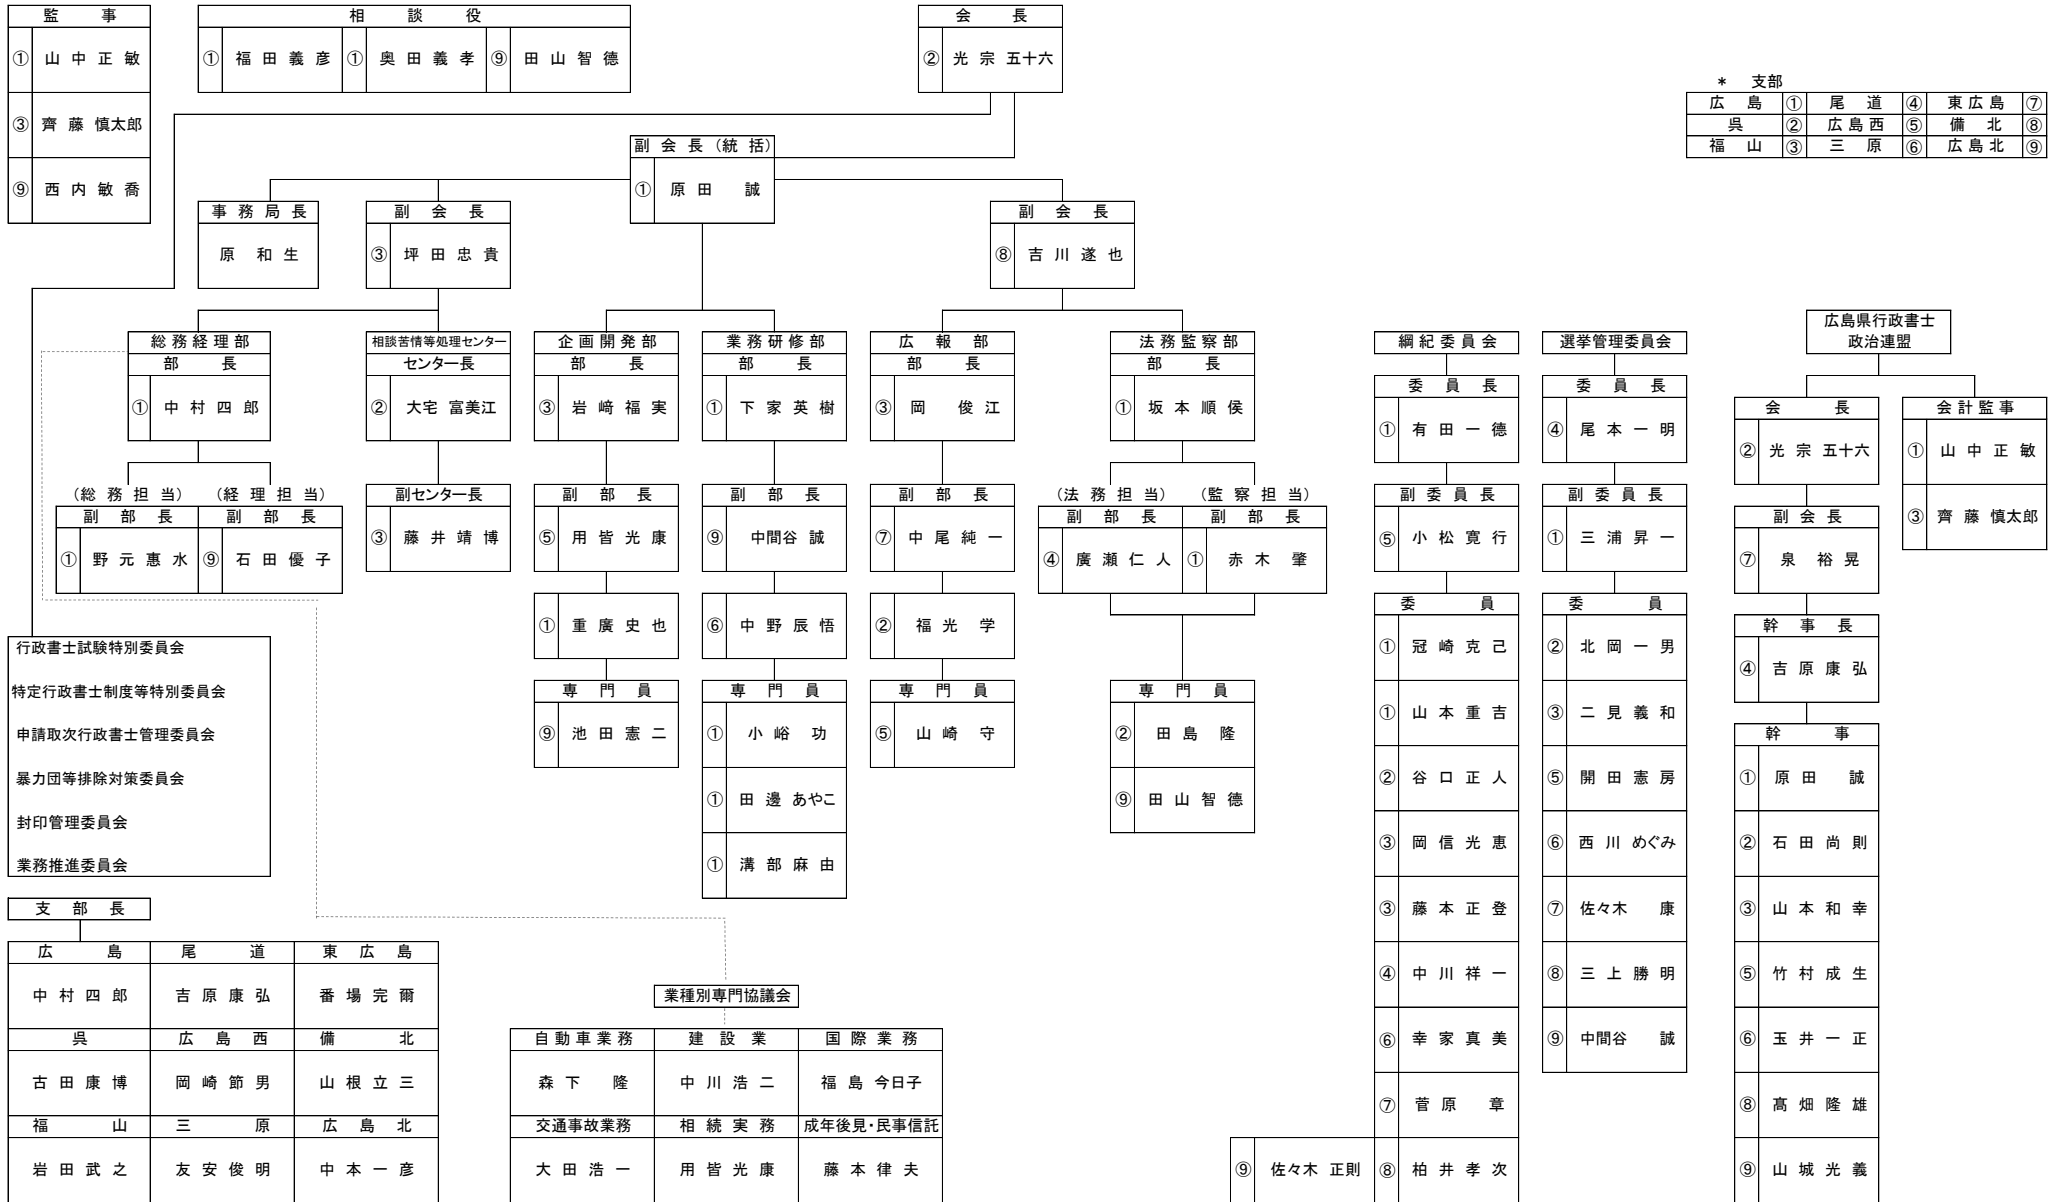 監事
① 山中正敏
③ 齊藤慎太郎
⑨ 西内敏喬
相談役
① 福田義彦 ① 奥田義孝 ⑨ 田山智德
会長
② 光宗五十六
* 支部
広島 ① 尾道 ④ 東広島 ⑦
呉 ② 広島西 ⑤ 備北 ⑧
福山 ③ 三原 ⑥ 広島北 ⑨
副会長（統括）
① 原田 誠
事務局長
原 和生
副会長
③ 坪田忠貴
副会長
⑧ 吉川遂也
総務経理部
部長
① 中村四郎
（総務担当）
副部長
① 野元惠水
（経理担当）
副部長
⑨ 石田優子
相談苦情等処理センター
センター長
② 大宅 富美江
副センター長
③ 藤井靖博
企画開発部
部長
③ 岩﨑福実
副部長
⑤ 用皆光康
① 重廣史也
専門員
⑨ 池田憲二
業務研修部
部長
① 下家英樹
副部長
⑨ 中間谷 誠
⑥ 中野辰悟
専門員
① 小峪 功
① 田邊 あやこ
① 溝部麻由
広報部
部長
③ 岡 俊江
副部長
⑦ 中尾純一
② 福光 学
専門員
⑤ 山崎 守
法務監察部
部長
① 坂本順侯
（法務担当）
副部長
④ 廣瀬仁人
（監察担当）
副部長
① 赤木 肇
専門員
② 田島 隆
⑨ 田山智德
綱紀委員会
委員長
① 有田一德
副委員長
⑤ 小松寛行
委員
① 冠崎克己
① 山本重吉
② 谷口正人
③ 岡信光恵
③ 藤本正登
④ 中川祥一
⑥ 幸家真美
⑦ 菅原 章
⑨ 佐々木 正則 ⑧ 柏井孝次
選挙管理委員会
委員長
④ 尾本一明
副委員長
① 三浦昇一
委員
② 北岡一男
③ 二見義和
⑤ 開田憲房
⑥ 西川 めぐみ
⑦ 佐々木 康
⑧ 三上勝明
⑨ 中間谷 誠
広島県行政書士
政治連盟
会長
② 光宗 五十六
副会長
⑦ 泉 裕晃
幹事長
④ 吉原康弘
幹事
① 原田 誠
② 石田尚則
③ 山本和幸
⑤ 竹村成生
⑥ 玉井一正
⑧ 髙畑隆雄
⑨ 山城光義
会計監事
① 山中正敏
③ 齊藤 慎太郎
行政書士試験特別委員会
特定行政書士制度等特別委員会
申請取次行政書士管理委員会
暴力団等排除対策委員会
封印管理委員会
業務推進委員会
支部長
広島 尾道 東広島
中村四郎 吉原康弘 番場完爾
呉 広島西 備北
古田康博 岡崎節男 山根立三
福山 三原 広島北
岩田武之 友安俊明 中本一彦
業種別専門協議会
自動車業務 建設業 国際業務
森下 隆 中川浩二 福島 今日子
交通事故業務 相続実務 成年後見・民事信託
大田浩一 用皆光康 藤本律夫